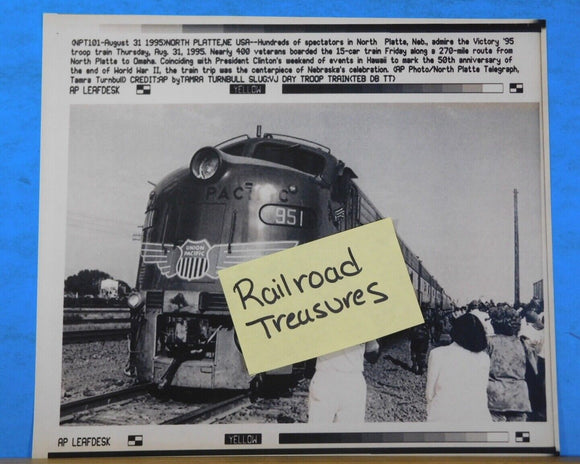 (NPT101-August 31 1995)NORTH PLATTE,NE USA--Hundreds of spectators in North Platte, Neb., admire the Victory '95
troop train Thursday, Aug. 31, 1995. Nearly 400 veterans boarded the 15-car train Friday along a 270-mile route from
North Platte to Omaha. Coinciding with President Clinton's weekend of events in Hawaii to mark the 50th anniversary
of the end of World War II, the train trip was the centerpiece of Nebraska's celebration. (AP Photo/North Platte Telegraph,
Tamra Turnbul) CREDIT:AP byTAMRA TURNBULL SLUG:VJ DAY TROOP TRAIN(TEB DB TT)
AP LEAFDESK
YELLOW
PACIFIC
951
UNION
PACIFIC
Railroad
Treasures
AP LEAFDESK
YELLOW